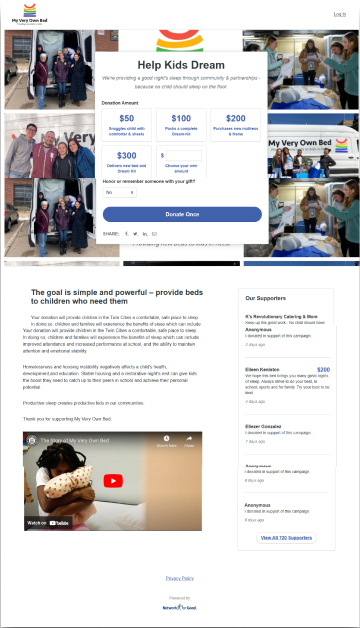 My Very Own Bed
Log In
Help Kids Dream
We're providing a good night's sleep through community & partnerships -
because no child should sleep on the floor
Donation Amount
$50
Snuggles child with
comforter & sheets
$100
Packs a complete
Dream Kit
$200
Purchases new mattress
& frame
$300
Delivers new bed and
Dream Kit
$
Choose your own
amount
Honor or remember someone with your gift?
No
Donate Once
SHARE:
Providing new beds to kids in need
The goal is simple and powerful – provide beds
to children who need them
Your donation will provide children in the Twin Cities a comfortable, safe place to sleep.
In doing so, children and families will experience the benefits of sleep which can include
Your donation will provide children in the Twin Cities a comfortable, safe place to sleep.
In doing so, children and families will experience the benefits of sleep which can include
improved attendance and increased performance at school, and the ability to maintain
attention and emotional stability.
Homelessness and housing instability negatively affects a child's health,
development and education. Stable housing and a restorative night's rest can give kids
the boost they need to catch up to their peers in school and achieve their personal
potential.
Productive sleep creates productive kids in our communities.
Thank you for supporting My Very Own Bed.
The Story of My Very Own Bed
Watch later
Share
Watch on YouTube
Our Supporters
K's Revolutionary Catering & More
Keep up the good work - No child should have
Anonymous
I donated in support of this campaign
2 days ago
Eileen Kenlston
$200
We hope this bed brings you many great nights
of sleep. Always strive to do your best, in
school, sports and for family. Try your best to be
kind.
Eliezer Gonzalez
I donated in support of this campaign
7 days ago
Anonymous
I donated in support of this campaign
8 days ago
Anonymous
I donated in support of this campaign
8 days ago
View All 720 Supporters
Privacy Policy
Powered by
Network for Good.